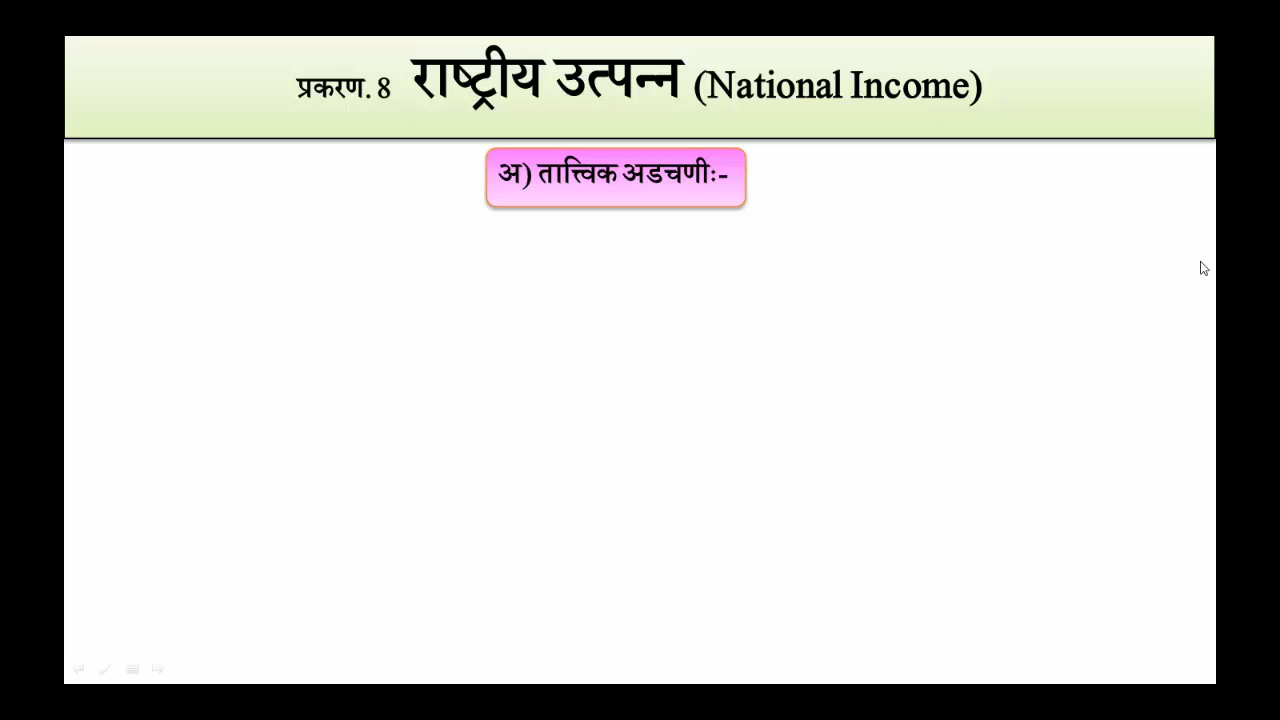 प्रकरण. 8 राष्ट्रीय उत्पन्न (National Income)
अ) तात्त्विक अडचणीः-